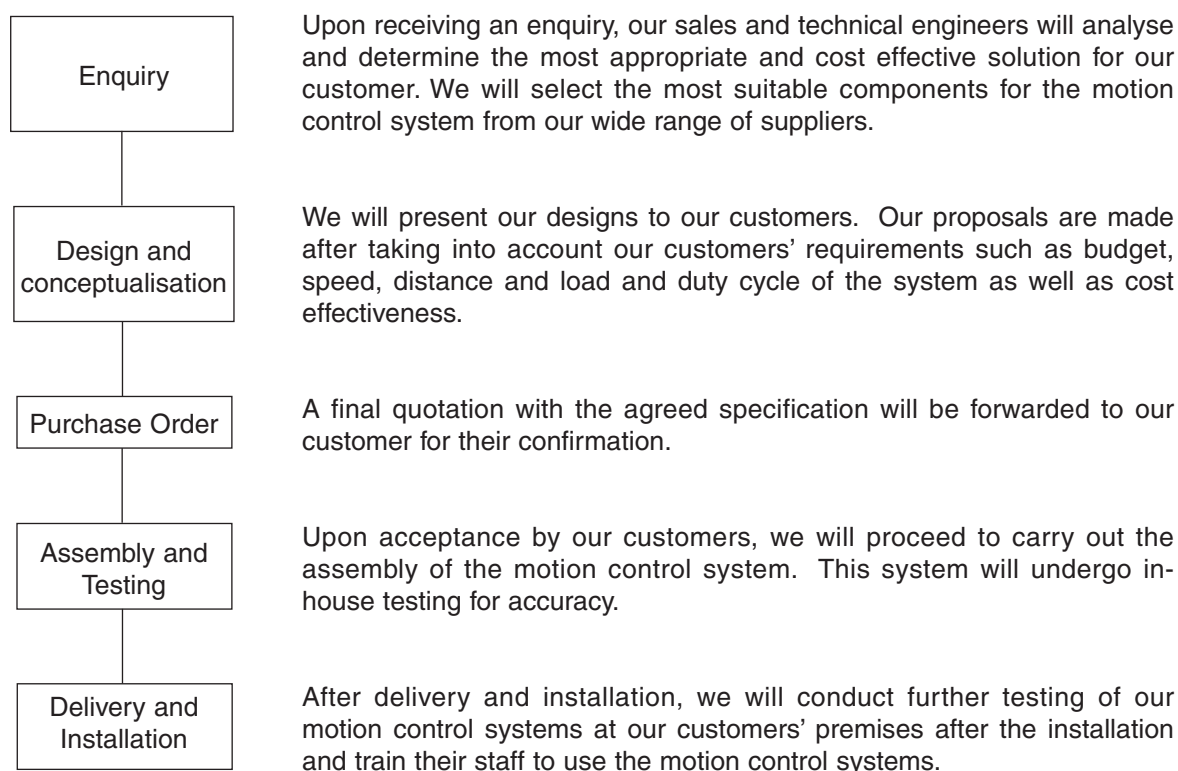 Enquiry
Upon receiving an enquiry, our sales and technical engineers will analyse
and determine the most appropriate and cost effective solution for our
customer. We will select the most suitable components for the motion
control system from our wide range of suppliers.
Design and
conceptualisation
We will present our designs to our customers. Our proposals are made
after taking into account our customers’ requirements such as budget,
speed, distance and load and duty cycle of the system as well as cost
effectiveness.
Purchase Order
A final quotation with the agreed specification will be forwarded to our
customer for their confirmation.
Assembly and
Testing
Upon acceptance by our customers, we will proceed to carry out the
assembly of the motion control system. This system will undergo in-
house testing for accuracy.
Delivery and
Installation
After delivery and installation, we will conduct further testing of our
motion control systems at our customers’ premises after the installation
and train their staff to use the motion control systems.